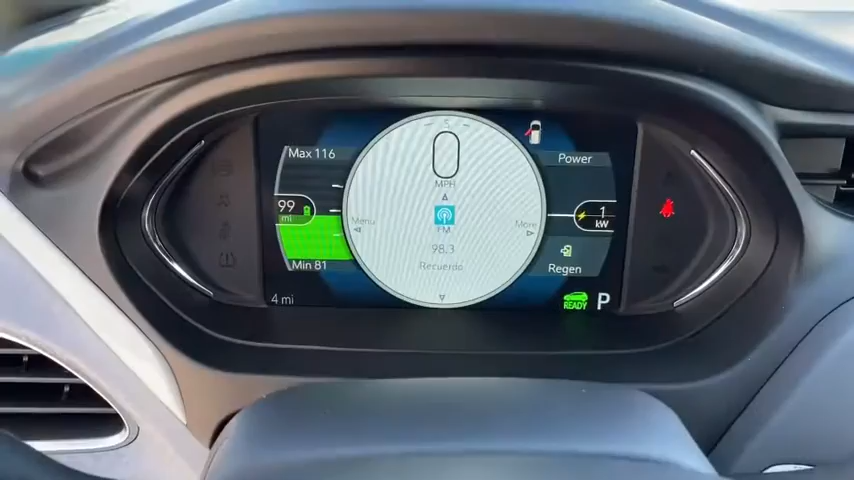 S
Max 116
Power
0
MPH
99
mi
1
kW
FM
Menu
More
98.3
Recuerdo
Min 81
Regen
4 mi
READY
P